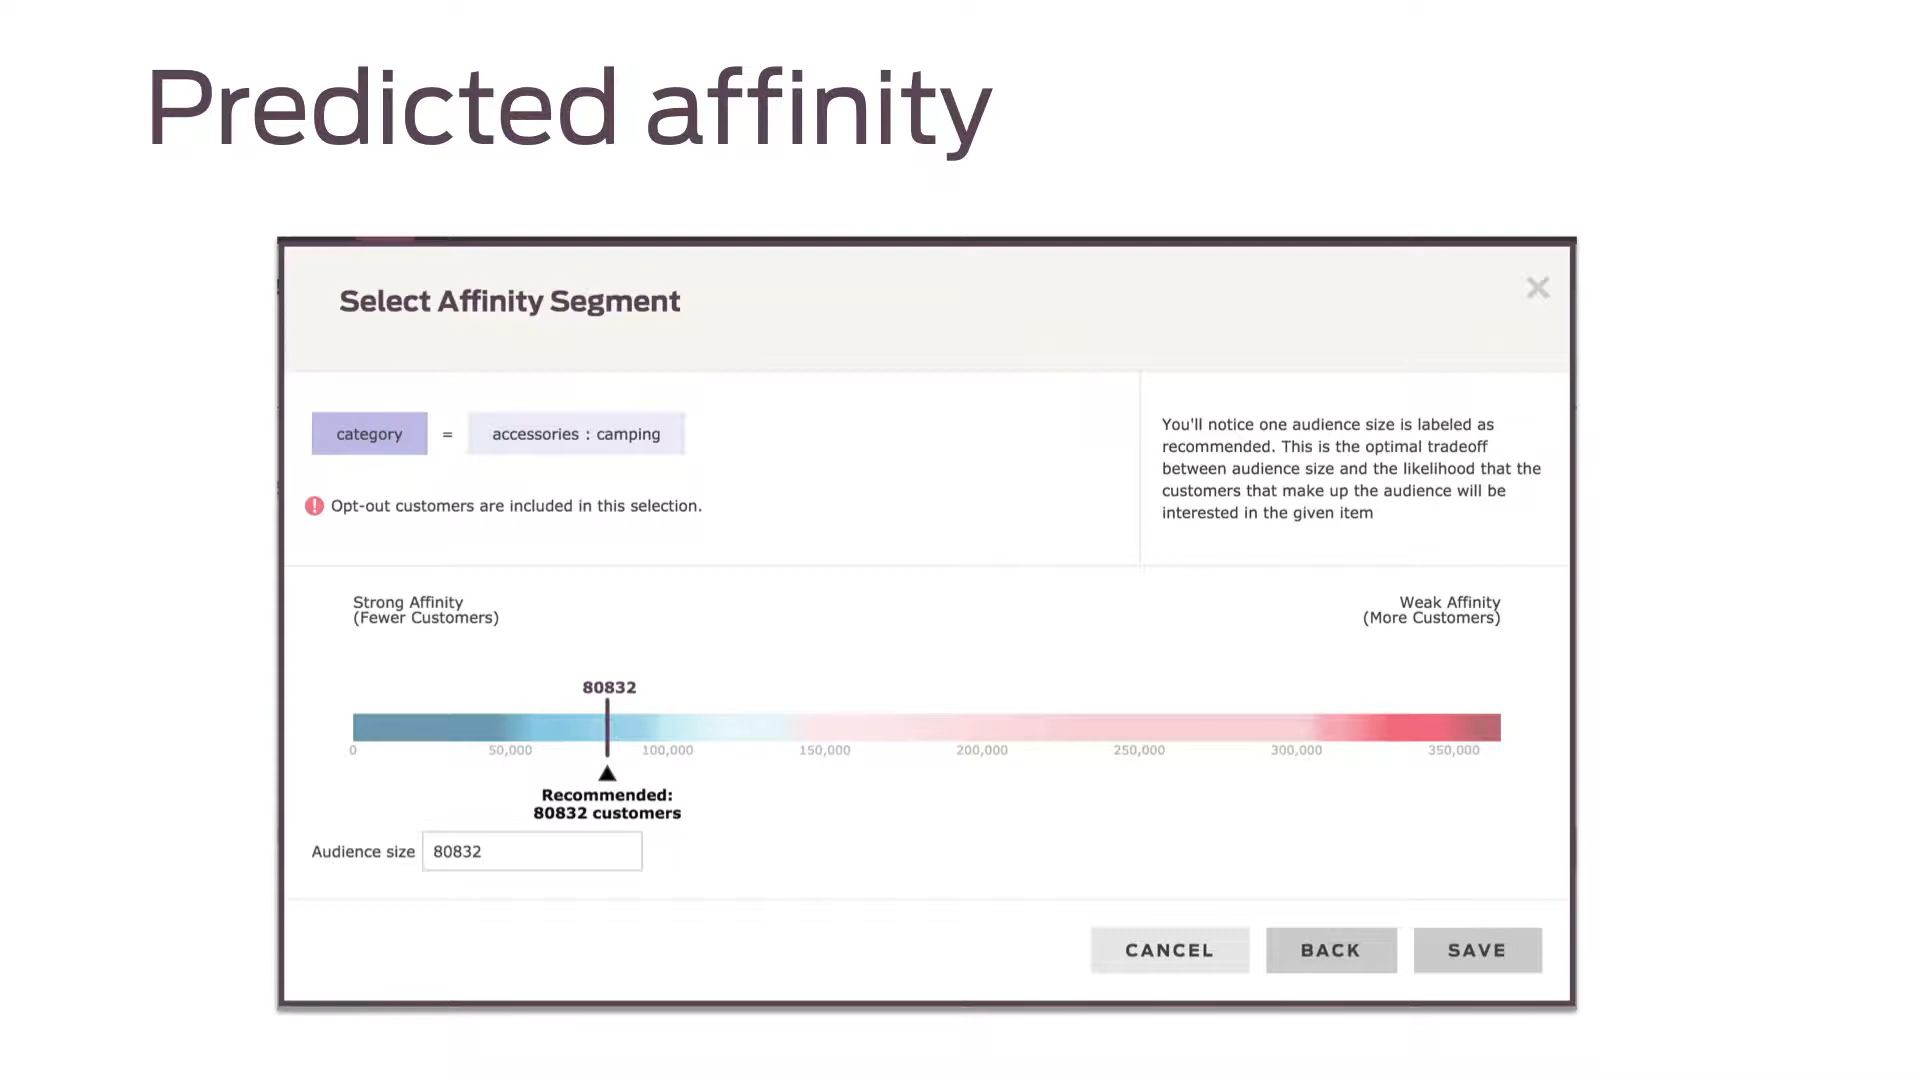 Predicted affinity
Select Affinity Segment
category = accessories : camping
! Opt-out customers are included in this selection.
You'll notice one audience size is labeled as
recommended. This is the optimal tradeoff
between audience size and the likelihood that the
customers that make up the audience will be
interested in the given item
Strong Affinity
(Fewer Customers)
Weak Affinity
(More Customers)
80832
0 50,000 100,000 150,000 200,000 250,000 300,000 350,000
Recommended:
80832 customers
Audience size 80832
CANCEL BACK SAVE